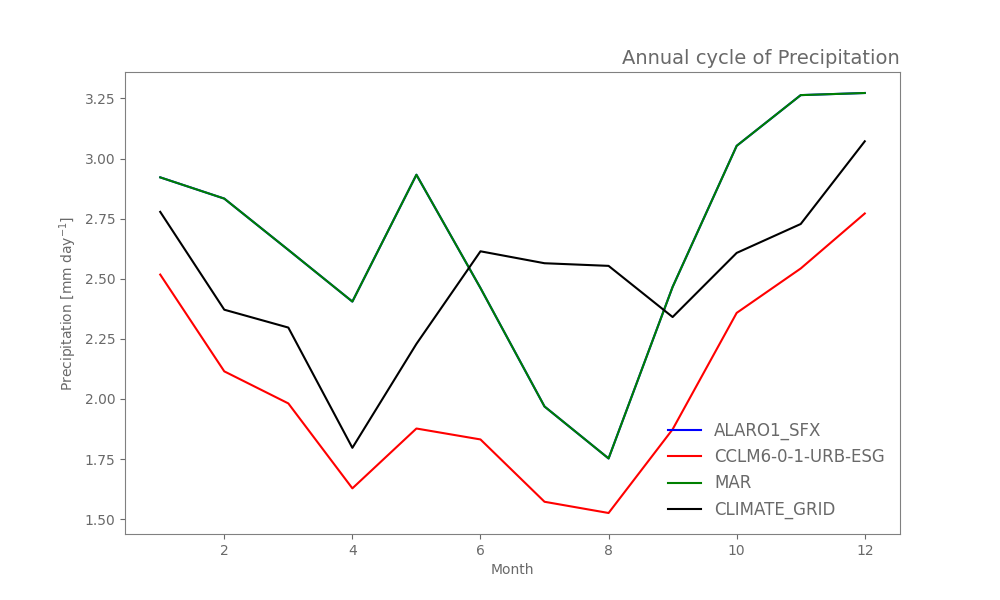 Annual cycle of Precipitation
Precipitation [mm day⁻¹]
3.25
3.00
2.75
2.50
2.25
2.00
1.75
1.50
ALARO1_SFX
CCLM6-0-1-URB-ESG
MAR
CLIMATE_GRID
2 4 6 8 10 12
Month